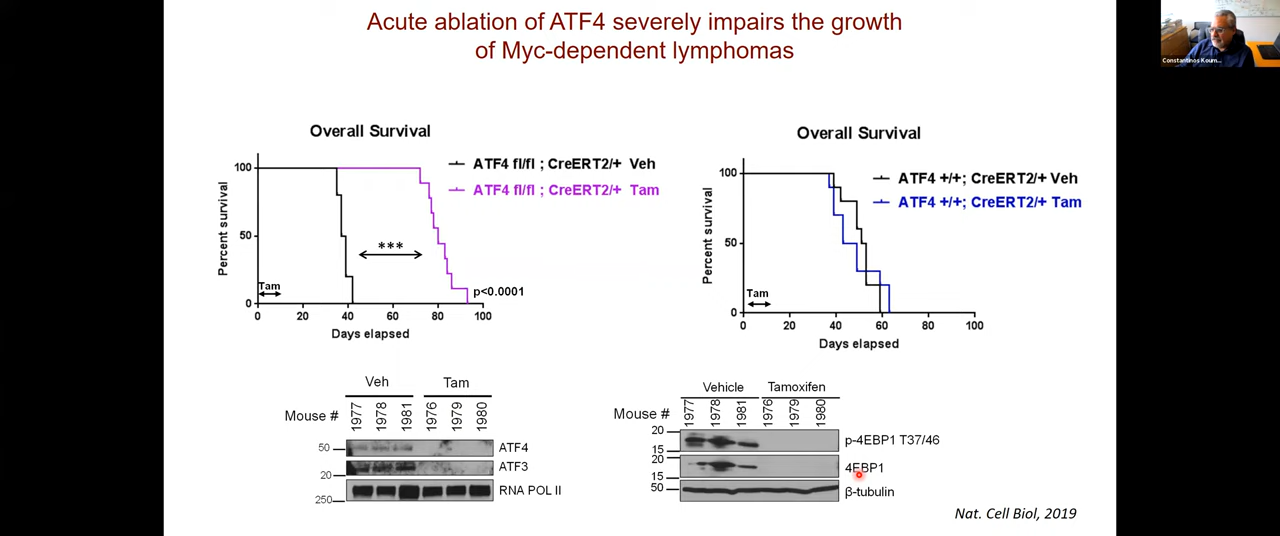 Acute ablation of ATF4 severely impairs the growth
of Myc-dependent lymphomas
Constantinos Koum...
Overall Survival
ATF4 fl/fl ; CreERT2/+ Veh
ATF4 fl/fl ; CreERT2/+ Tam
Percent survival
100
50
0
***
Tam
p<0.0001
0 20 40 60 80 100
Days elapsed
Overall Survival
ATF4 +/+; CreERT2/+ Veh
ATF4 +/+; CreERT2/+ Tam
Percent survival
100
50
0
Tam
0 20 40 60 80 100
Days elapsed
Veh Tam
Mouse # 1977 1978 1981 1976 1979 1980
50 ATF4
ATF3
20
RNA POL II
250
Vehicle Tamoxifen
Mouse # 1977 1978 1981 1976 1979 1980
20
p-4EBP1 T37/46
15
20
4EBP1
15
50 β-tubulin
Nat. Cell Biol, 2019